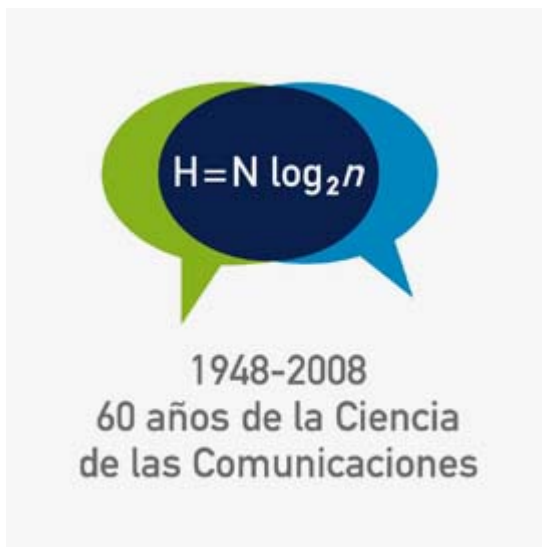 H=N log₂n
1948-2008
60 años de la Ciencia
de las Comunicaciones